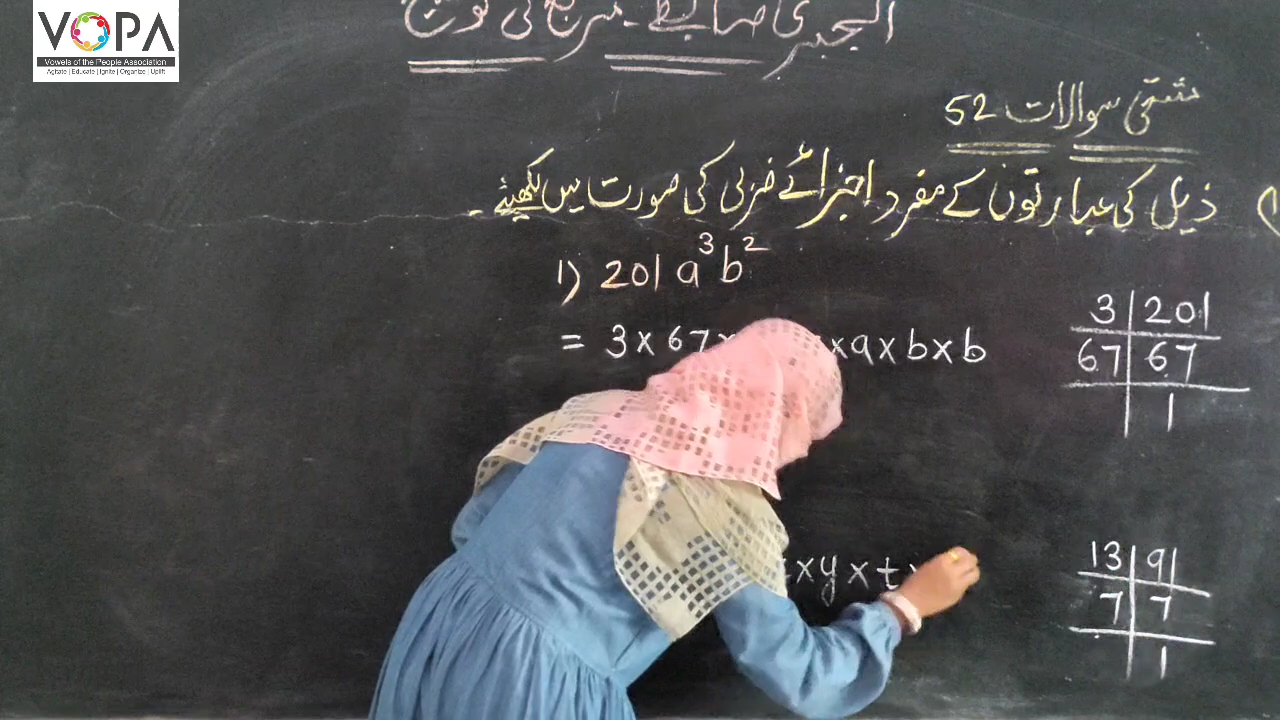 VOPA
Vowels of the People Association
Agitate | Educate | Ignite | Organize | Uplift
الجبری ضابطے۔ مربع کی توسیع
مشقی سوالات 52
1) ذیل کی عبارتوں کے مفرد اجزائے ضربی کی صورت میں لکھیئے۔
1) 201 a³ b²
= 3 × 67 × × a × b × b
3 | 201
67 | 67
1
× y × t ×
13 | 91
7 | 7
1